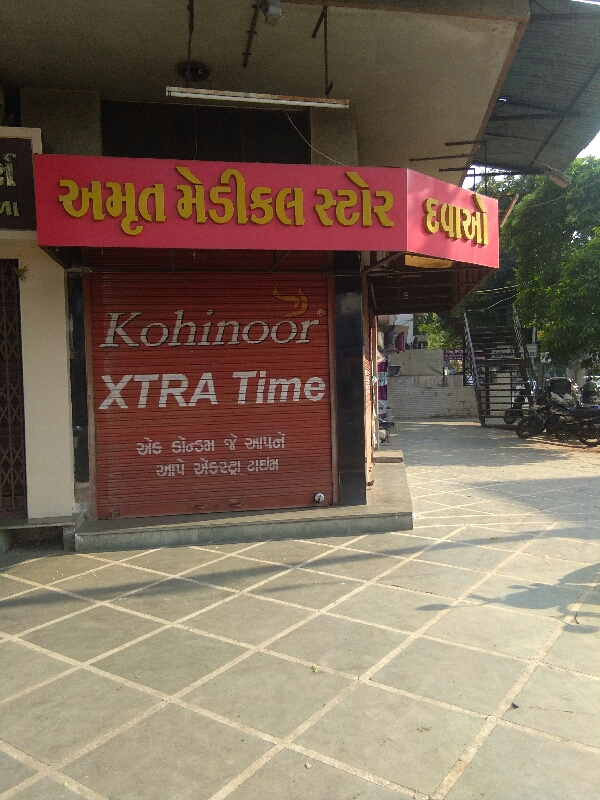 અમૃત મેડીકલ સ્ટોર
દવાઓ
Kohinoor®
XTRA Time
એક કૉન્ડમ જે આપને
આપે એક્સ્ટ્રા ટાઇમ